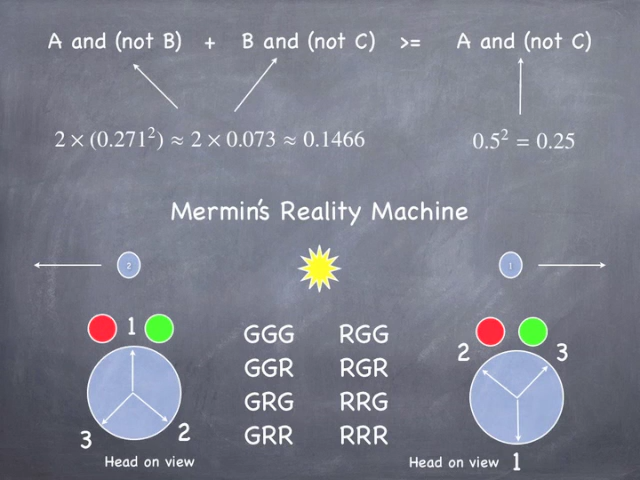 A and (not B) + B and (not C) >= A and (not C)
2 × (0.271²) ≈ 2 × 0.073 ≈ 0.1466
0.5² = 0.25
Mermin's Reality Machine
2
1
1
2
3
GGG RGG
GGR RGR
GRG RRG
GRR RRR
2
3
1
3
2
Head on view
Head on view